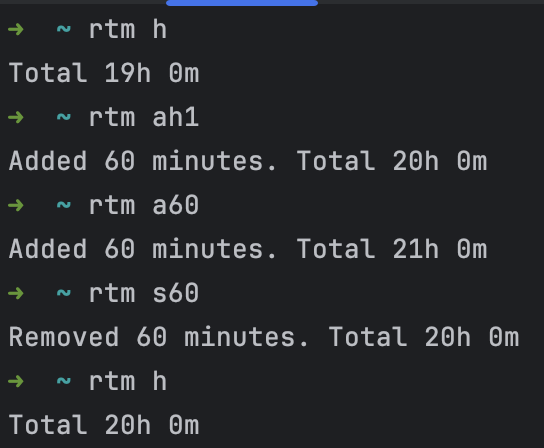 ➜  ~ rtm h
Total 19h 0m
➜  ~ rtm ah1
Added 60 minutes. Total 20h 0m
➜  ~ rtm a60
Added 60 minutes. Total 21h 0m
➜  ~ rtm s60
Removed 60 minutes. Total 20h 0m
➜  ~ rtm h
Total 20h 0m